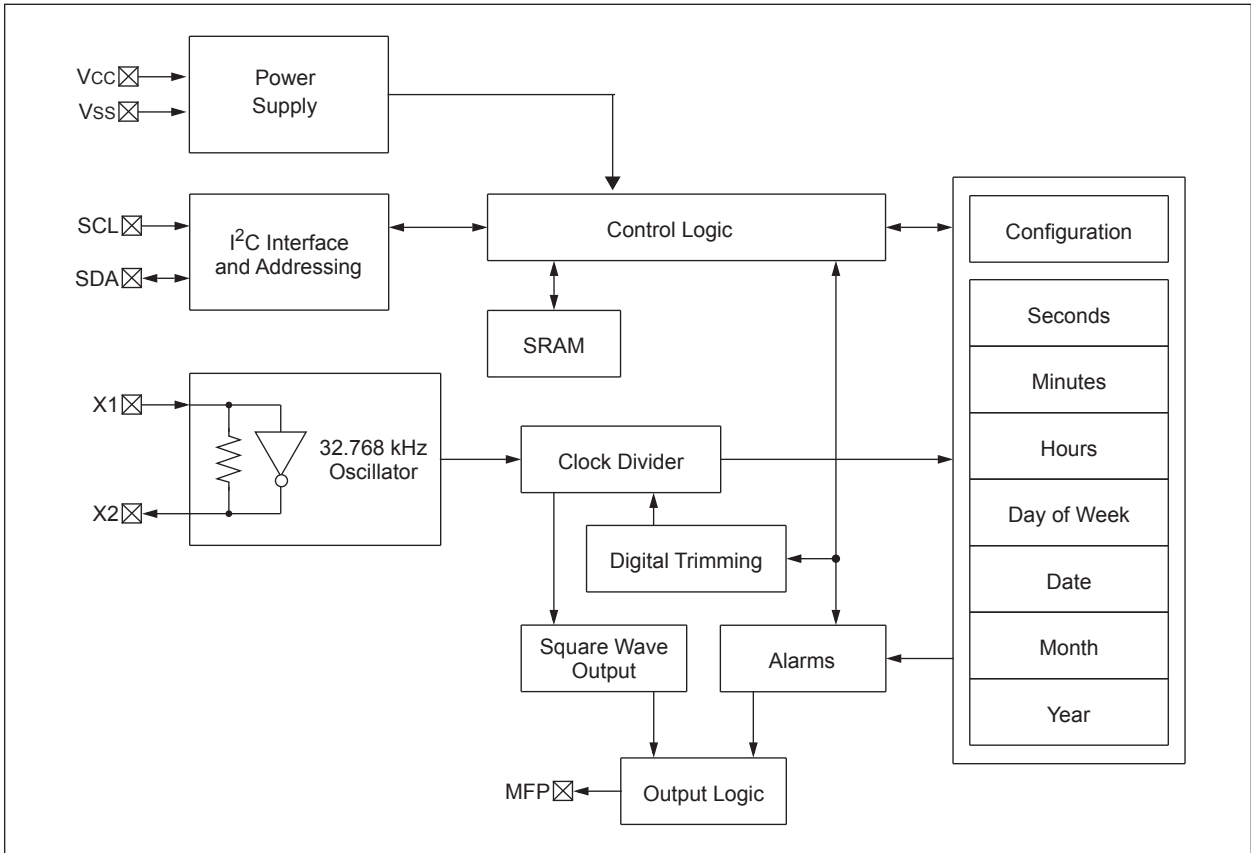 VCC
VSS
Power
Supply
SCL
SDA
I²C Interface
and Addressing
Control Logic
SRAM
Configuration
Seconds
Minutes
Hours
Day of Week
Date
Month
Year
X1
X2
32.768 kHz
Oscillator
Clock Divider
Digital Trimming
Square Wave
Output
Alarms
MFP
Output Logic